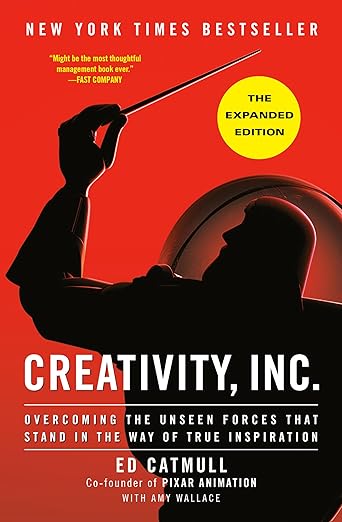 NEW YORK TIMES BESTSELLER
"Might be the most thoughtful
management book ever."
—FAST COMPANY
THE
EXPANDED
EDITION
CREATIVITY, INC.
OVERCOMING THE UNSEEN FORCES THAT
STAND IN THE WAY OF TRUE INSPIRATION
ED CATMULL
Co-founder of PIXAR ANIMATION
WITH AMY WALLACE